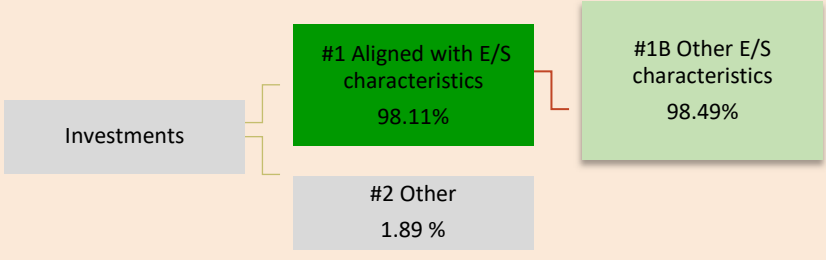 Investments
#1 Aligned with E/S
characteristics
98.11%
#2 Other
1.89 %
#1B Other E/S
characteristics
98.49%